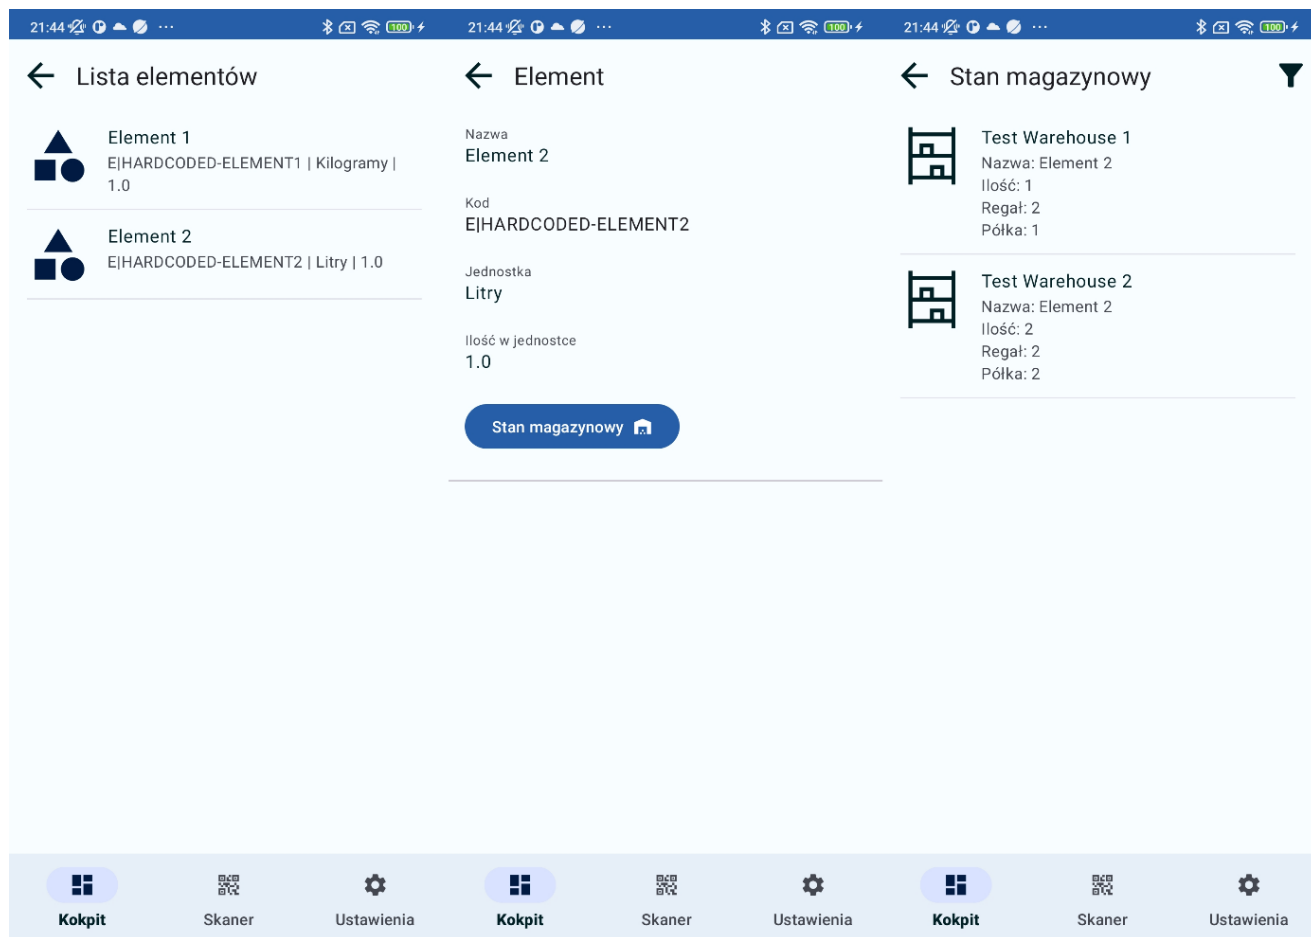 21:44
100
Lista elementów
Element 1
E|HARDCODED-ELEMENT1 | Kilogramy |
1.0
Element 2
E|HARDCODED-ELEMENT2 | Litry | 1.0
Kokpit
Skaner
Ustawienia
21:44
100
Element
Nazwa
Element 2
Kod
E|HARDCODED-ELEMENT2
Jednostka
Litry
Ilość w jednostce
1.0
Stan magazynowy
Kokpit
Skaner
Ustawienia
21:44
100
Stan magazynowy
Test Warehouse 1
Nazwa: Element 2
Ilość: 1
Regał: 2
Półka: 1
Test Warehouse 2
Nazwa: Element 2
Ilość: 2
Regał: 2
Półka: 2
Kokpit
Skaner
Ustawienia